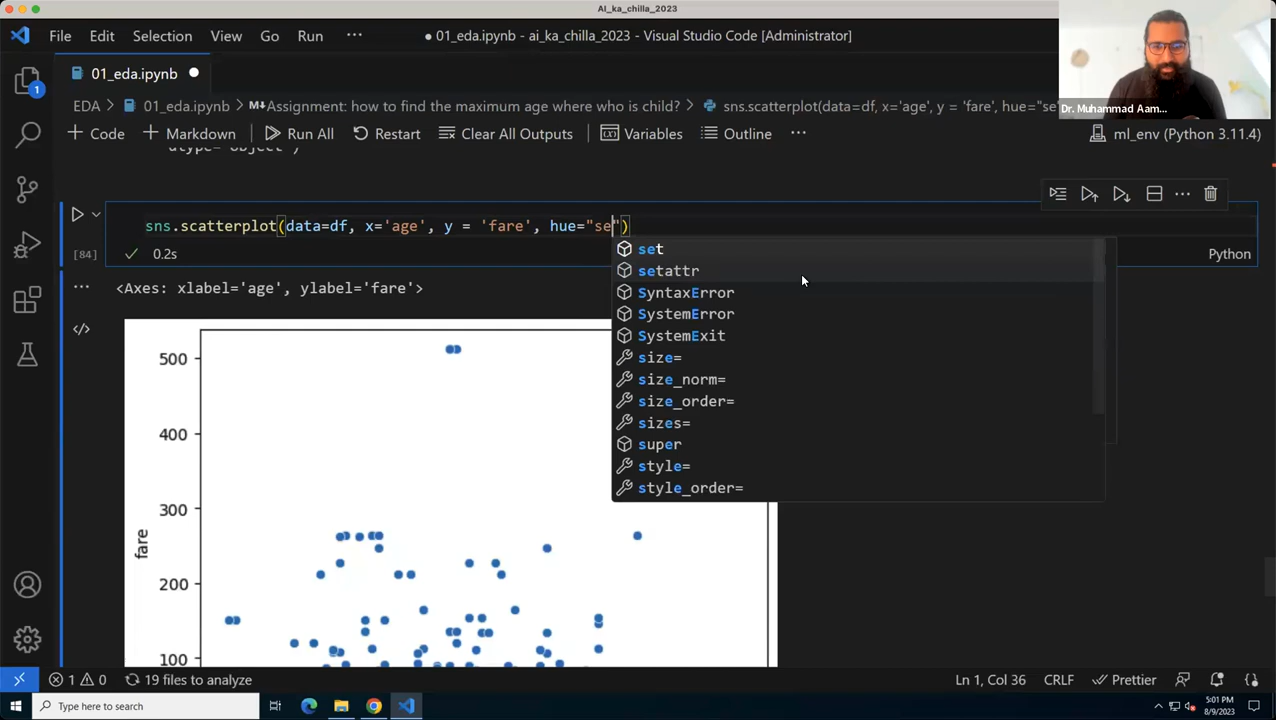 AI_ka_chilla_2023
File Edit Selection View Go Run ···
● 01_eda.ipynb - ai_ka_chilla_2023 - Visual Studio Code [Administrator]
01_eda.ipynb ●
Dr. Muhammad Aam...
EDA > 01_eda.ipynb > M↓Assignment: how to find the maximum age where who is child? > sns.scatterplot(data=df, x='age', y = 'fare', hue="se")
+ Code + Markdown Run All Restart Clear All Outputs Variables Outline ··· ml_env (Python 3.11.4)
dtype='object')
sns.scatterplot(data=df, x='age', y = 'fare', hue="se")
[84] ✓ 0.2s Python
set
setattr
SyntaxError
SystemError
SystemExit
size=
size_norm=
size_order=
sizes=
super
style=
style_order=
<Axes: xlabel='age', ylabel='fare'>
500
400
300
fare
200
100
1
1 0 19 files to analyze Ln 1, Col 36 CRLF Prettier
Type here to search
5:01 PM
8/9/2023